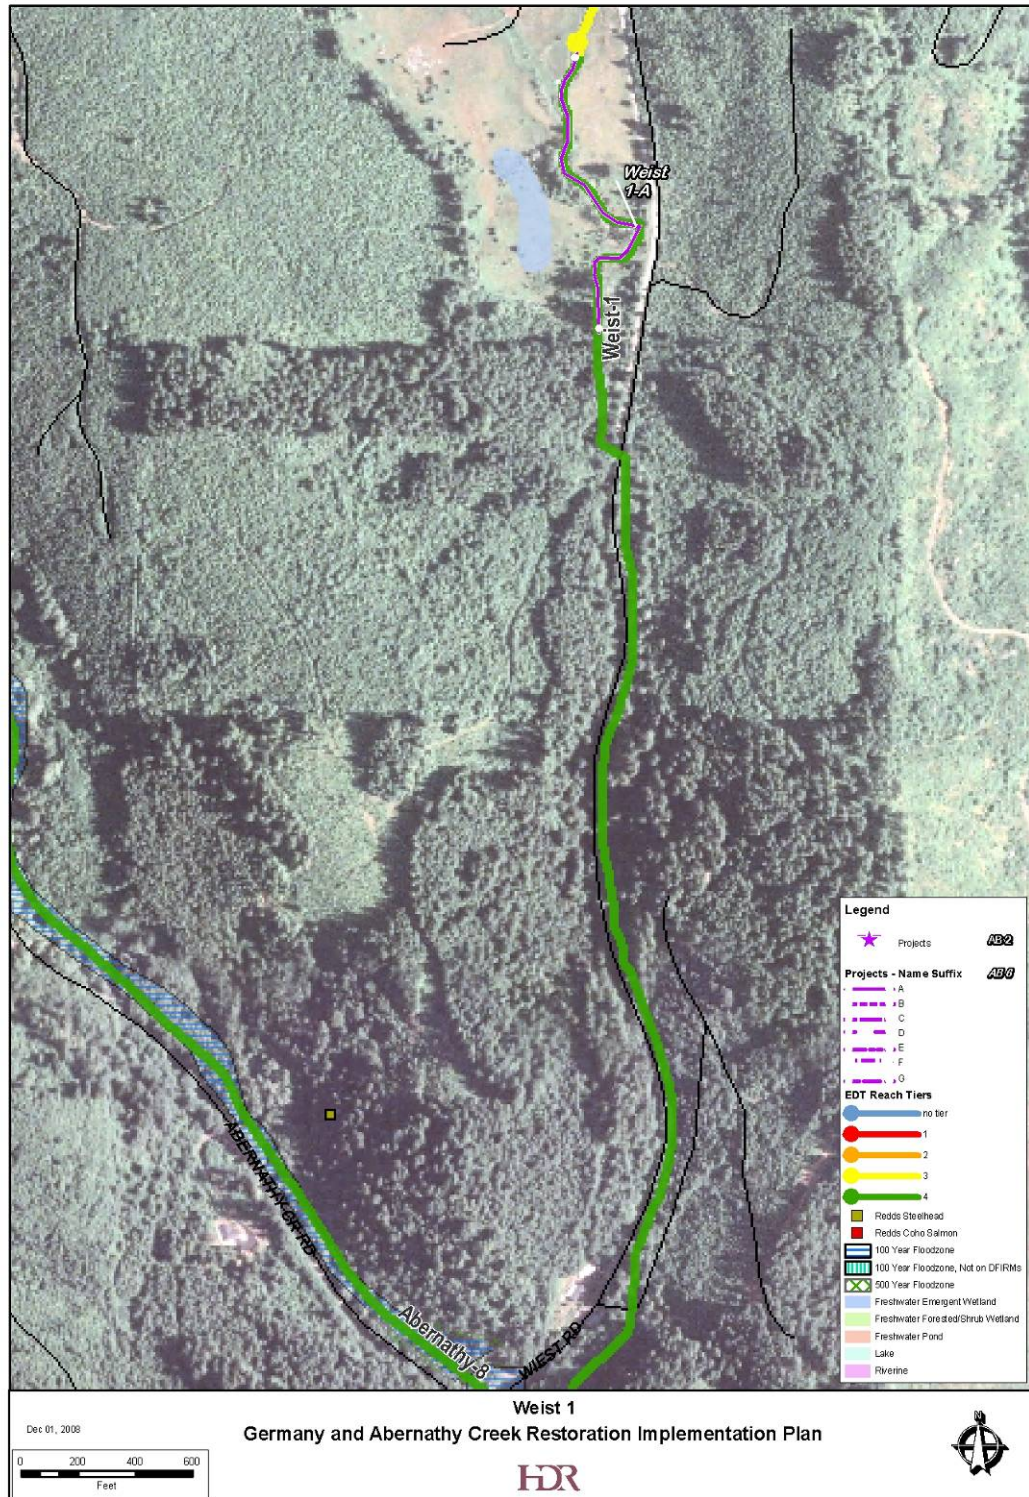 Weist
1-A
Weist-1
ABERNATHY CR RD
Abernathy-8
WIEST RD
Legend
Projects AB-2
Projects - Name Suffix AB-6
A
B
C
D
E
F
G
EDT Reach Tiers
no tier
1
2
3
4
Redds Steelhead
Redds Coho Salmon
100 Year Floodzone
100 Year Floodzone, Not on DFIRMs
500 Year Floodzone
Freshwater Emergent Wetland
Freshwater Forested/Shrub Wetland
Freshwater Pond
Lake
Riverine
Weist 1
Dec 01, 2008
Germany and Abernathy Creek Restoration Implementation Plan
0 200 400 600
Feet
HDR
N